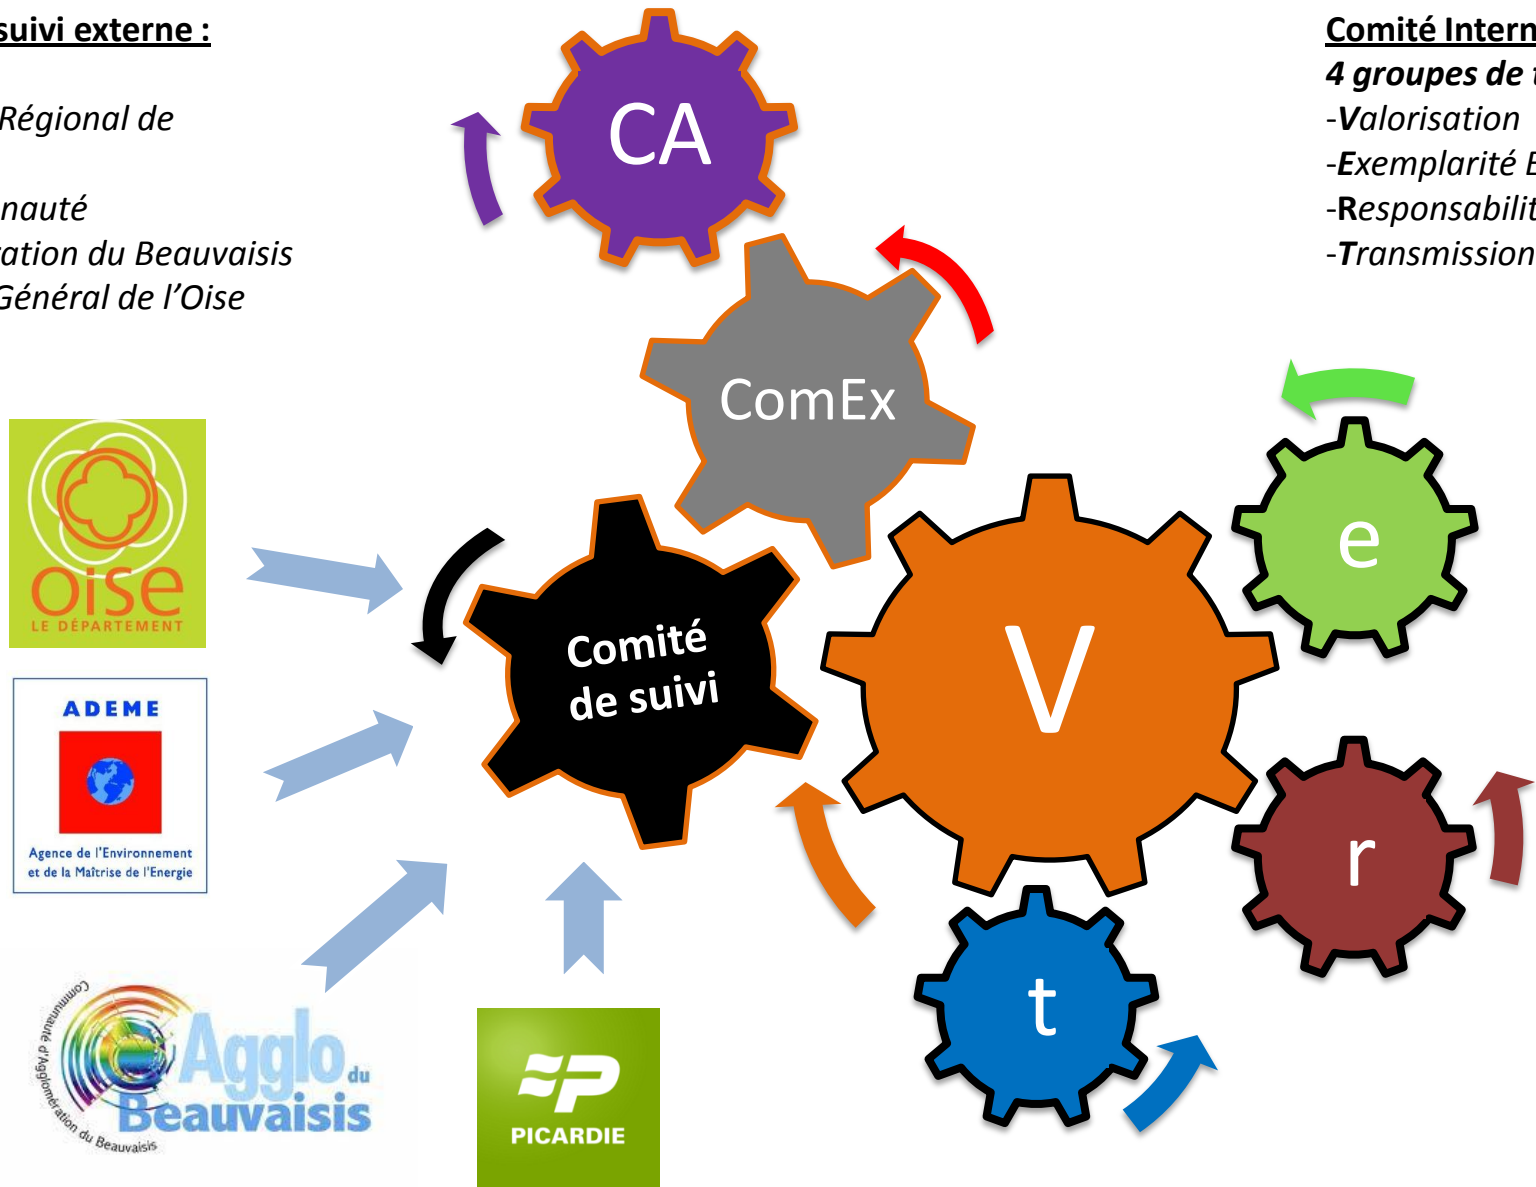 suivi externe :
Régional de
nauté
ration du Beauvaisis
Général de l’Oise
Comité Intern
4 groupes de t
-Valorisation
-Exemplarité E
-Responsabilit
-Transmission
CA
ComEx
Comité
de suivi
V
e
r
t
oise
LE DÉPARTEMENT
ADEME
Agence de l'Environnement
et de la Maîtrise de l'Energie
Communauté d'Agglomération du Beauvaisis
Agglo du
Beauvaisis
PICARDIE